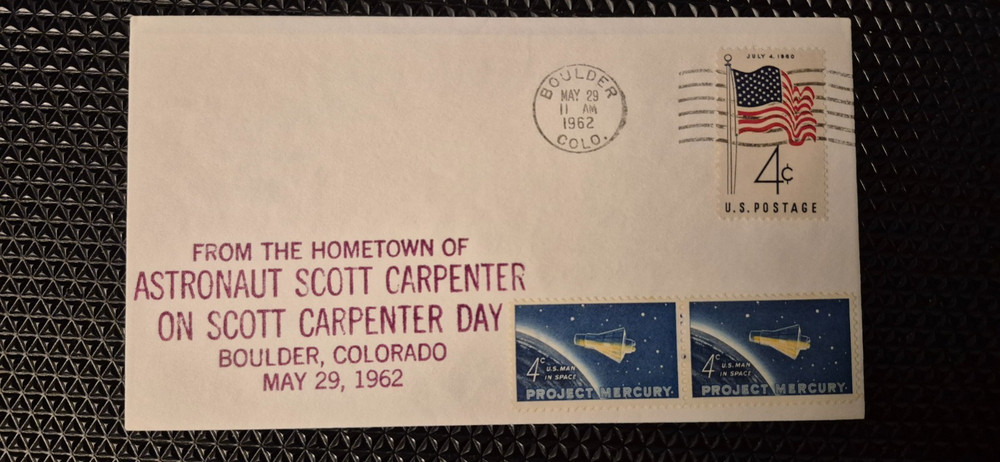 BOULDER
MAY 29
11 AM
1962
COLO.
JULY 4, 1960
4¢
U.S. POSTAGE
FROM THE HOMETOWN OF
ASTRONAUT SCOTT CARPENTER
ON SCOTT CARPENTER DAY
BOULDER, COLORADO
MAY 29, 1962
4¢ U.S. MAN
IN SPACE
PROJECT MERCURY
4¢ U.S. MAN
IN SPACE
PROJECT MERCURY